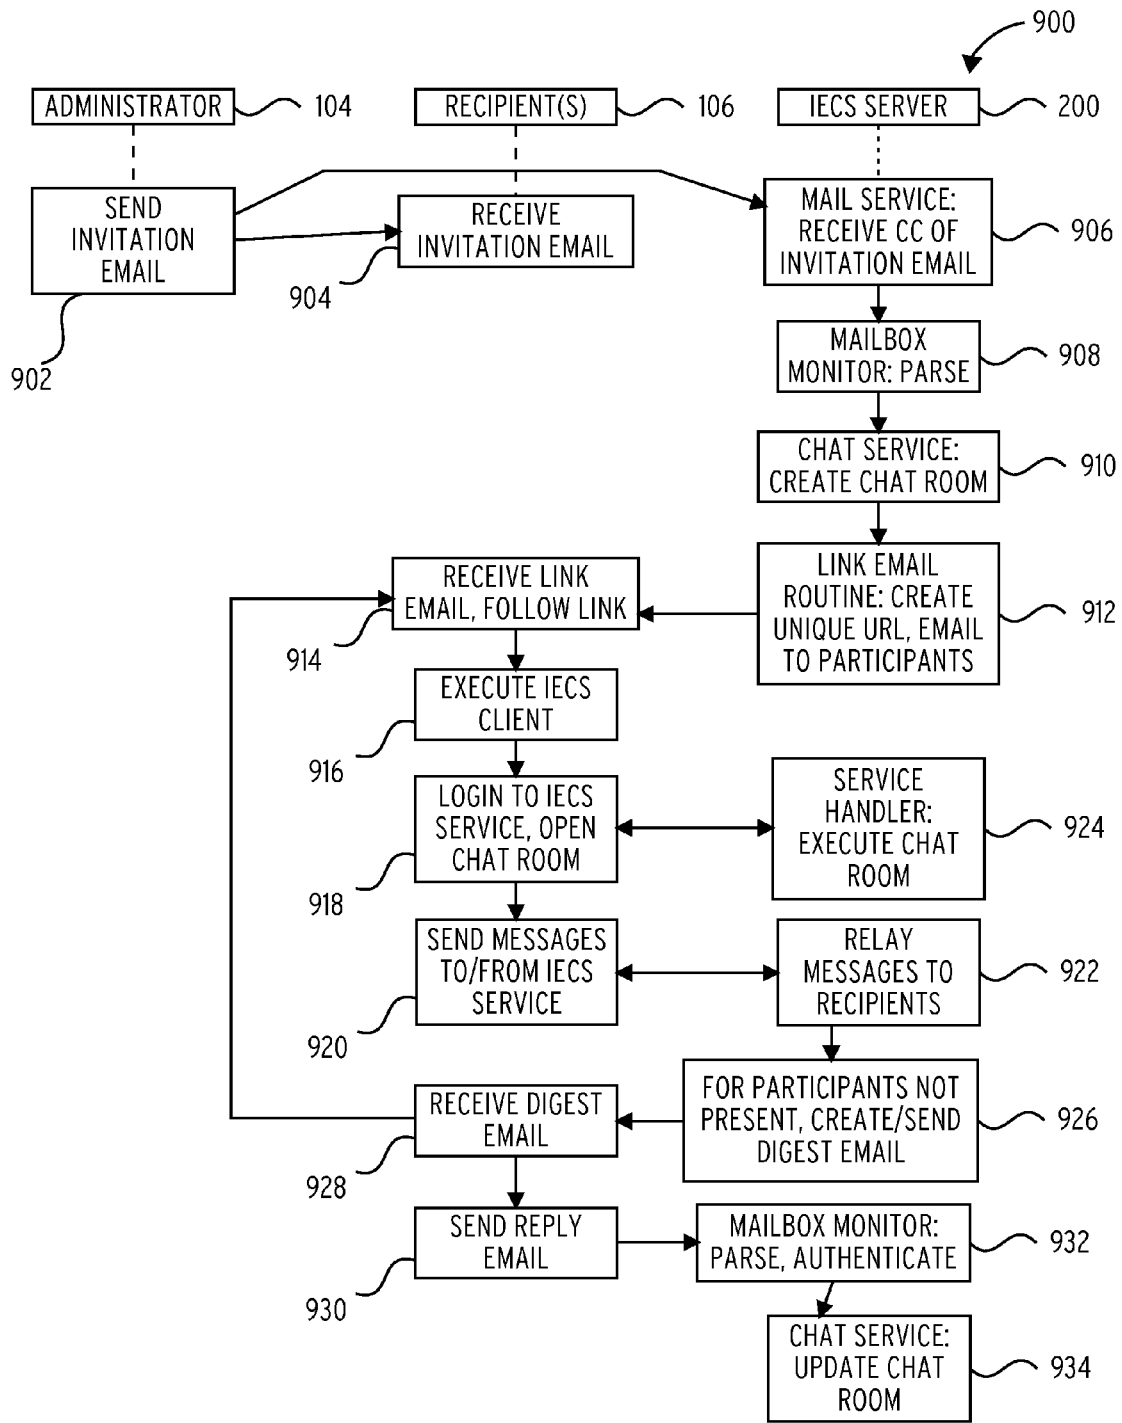 900
ADMINISTRATOR
104
RECIPIENT(S)
106
IECS SERVER
200
SEND
INVITATION
EMAIL
902
RECEIVE
INVITATION EMAIL
904
MAIL SERVICE:
RECEIVE CC OF
INVITATION EMAIL
906
MAILBOX
MONITOR: PARSE
908
CHAT SERVICE:
CREATE CHAT ROOM
910
LINK EMAIL
ROUTINE: CREATE
UNIQUE URL, EMAIL
TO PARTICIPANTS
912
RECEIVE LINK
EMAIL, FOLLOW LINK
914
EXECUTE IECS
CLIENT
916
LOGIN TO IECS
SERVICE, OPEN
CHAT ROOM
918
SERVICE
HANDLER:
EXECUTE CHAT
ROOM
924
SEND MESSAGES
TO/FROM IECS
SERVICE
920
RELAY
MESSAGES TO
RECIPIENTS
922
FOR PARTICIPANTS NOT
PRESENT, CREATE/SEND
DIGEST EMAIL
926
RECEIVE DIGEST
EMAIL
928
SEND REPLY
EMAIL
930
MAILBOX MONITOR:
PARSE, AUTHENTICATE
932
CHAT SERVICE:
UPDATE CHAT
ROOM
934